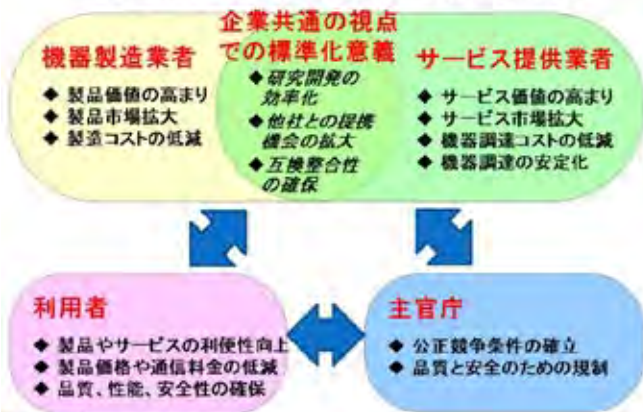 企業共通の視点
での標準化意義
◆研究開発の
効率化
◆他社との提携
機会の拡大
◆互換整合性
の確保
機器製造業者
◆ 製品価値の高まり
◆ 製品市場拡大
◆ 製造コストの低減
サービス提供業者
◆ サービス価値の高まり
◆ サービス市場拡大
◆ 機器調達コストの低減
◆ 機器調達の安定化
利用者
◆ 製品やサービスの利便性向上
◆ 製品価格や通信料金の低減
◆ 品質、性能、安全性の確保
主官庁
◆ 公正競争条件の確立
◆ 品質と安全のための規制